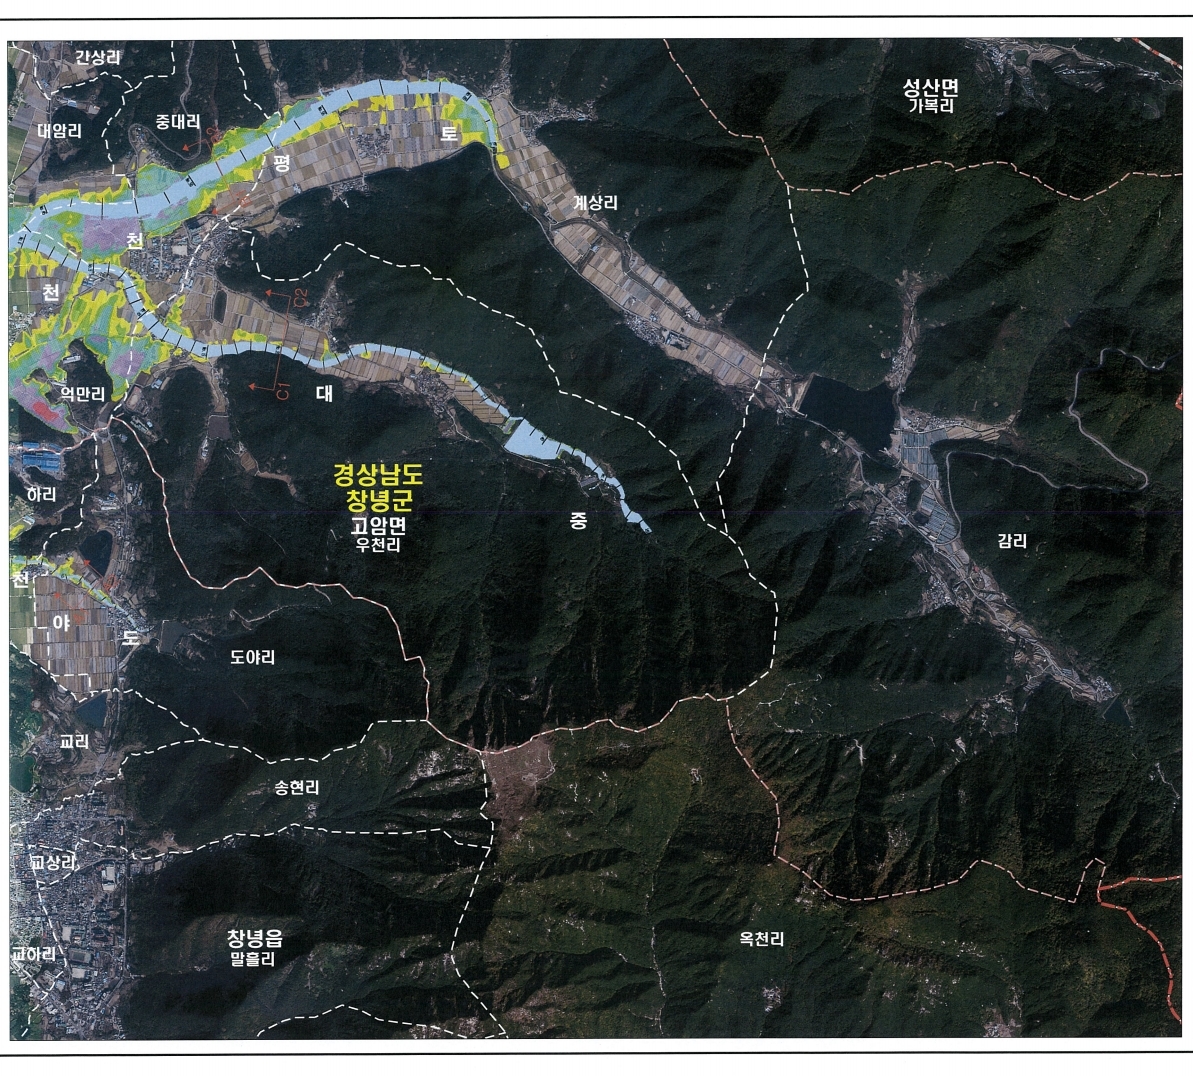 간상리
성산면
가복리
대암리
중대리
토
평
계상리
천
천
C2
억만리
C1
대
경상남도
창녕군
고암면
우천리
하리
중
감리
천
야
도
도야리
교리
송현리
교상리
창녕읍
말흘리
옥천리
교하리